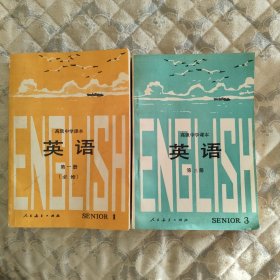 ENGLISH
高级中学课本
英语
第一册
(必修)
SENIOR 1
人民教育出版社
ENGLISH
高级中学课本
英语
第三册
SENIOR 3
人民教育出版社